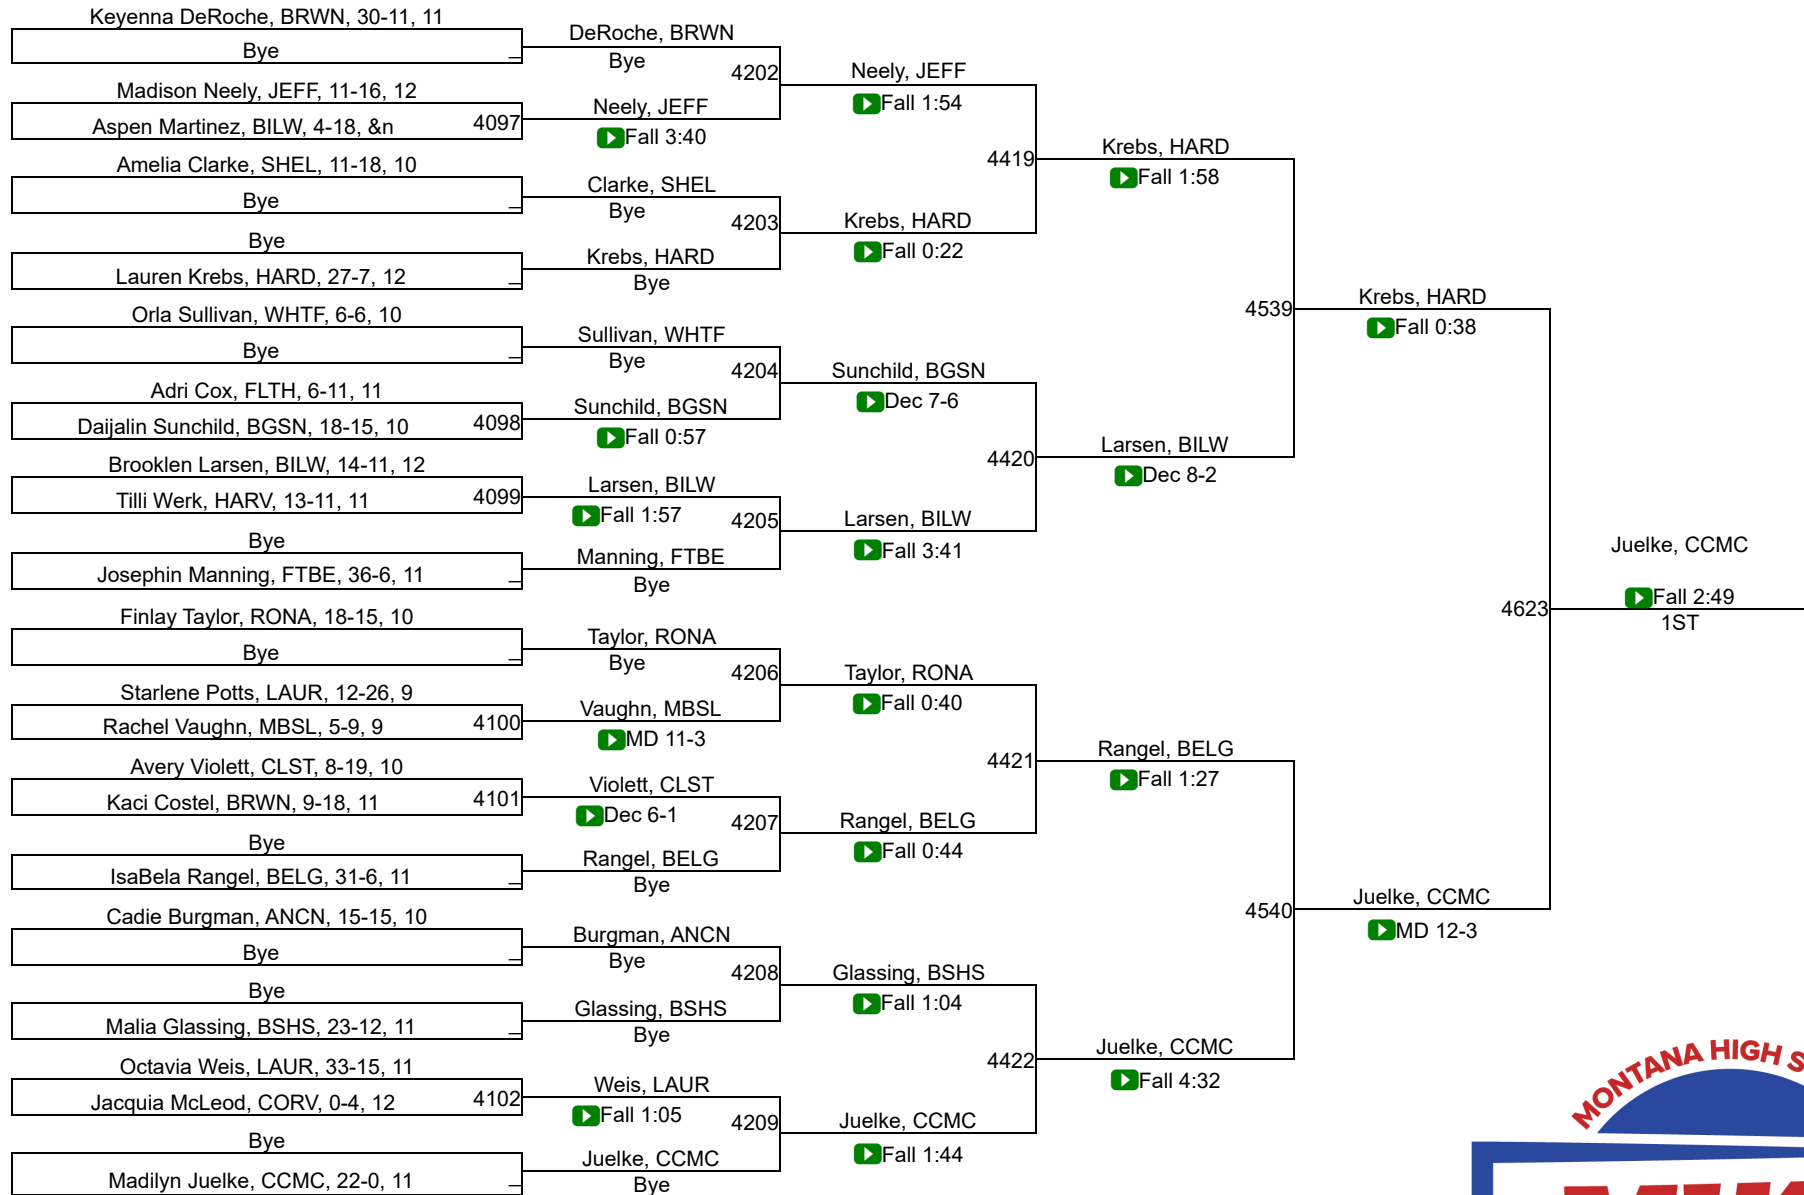 Keyenna DeRoche, BRWN, 30-11, 11
Bye
Madison Neely, JEFF, 11-16, 12
Aspen Martinez, BILW, 4-18, &n 4097
Amelia Clarke, SHEL, 11-18, 10
Bye
Bye
Lauren Krebs, HARD, 27-7, 12
Orla Sullivan, WHTF, 6-6, 10
Bye
Adri Cox, FLTH, 6-11, 11
Daijalin Sunchild, BGSN, 18-15, 10 4098
Brooklen Larsen, BILW, 14-11, 12
Tilli Werk, HARV, 13-11, 11 4099
Bye
Josephin Manning, FTBE, 36-6, 11
Finlay Taylor, RONA, 18-15, 10
Bye
Starlene Potts, LAUR, 12-26, 9
Rachel Vaughn, MBSL, 5-9, 9 4100
Avery Violett, CLST, 8-19, 10
Kaci Costel, BRWN, 9-18, 11 4101
Bye
IsaBela Rangel, BELG, 31-6, 11
Cadie Burgman, ANCN, 15-15, 10
Bye
Bye
Malia Glassing, BSHS, 23-12, 11
Octavia Weis, LAUR, 33-15, 11
Jacquia McLeod, CORV, 0-4, 12 4102
Bye
Madilyn Juelke, CCMC, 22-0, 11
DeRoche, BRWN
Bye
4202
Neely, JEFF
Fall 3:40
Clarke, SHEL
Bye
4203
Krebs, HARD
Bye
Sullivan, WHTF
Bye
4204
Sunchild, BGSN
Fall 0:57
Larsen, BILW
Fall 1:57
4205
Manning, FTBE
Bye
Taylor, RONA
Bye
4206
Vaughn, MBSL
MD 11-3
Violett, CLST
Dec 6-1
4207
Rangel, BELG
Bye
Burgman, ANCN
Bye
4208
Glassing, BSHS
Bye
Weis, LAUR
Fall 1:05
4209
Juelke, CCMC
Bye
Neely, JEFF
Fall 1:54
4419
Krebs, HARD
Fall 0:22
Sunchild, BGSN
Dec 7-6
4420
Larsen, BILW
Fall 3:41
Taylor, RONA
Fall 0:40
4421
Rangel, BELG
Fall 0:44
Glassing, BSHS
Fall 1:04
4422
Juelke, CCMC
Fall 1:44
Krebs, HARD
Fall 1:58
4539
Larsen, BILW
Dec 8-2
Rangel, BELG
Fall 1:27
4540
Juelke, CCMC
Fall 4:32
Krebs, HARD
Fall 0:38
4623
Juelke, CCMC
MD 12-3
Juelke, CCMC
Fall 2:49
1ST
MONTANA HIGH S